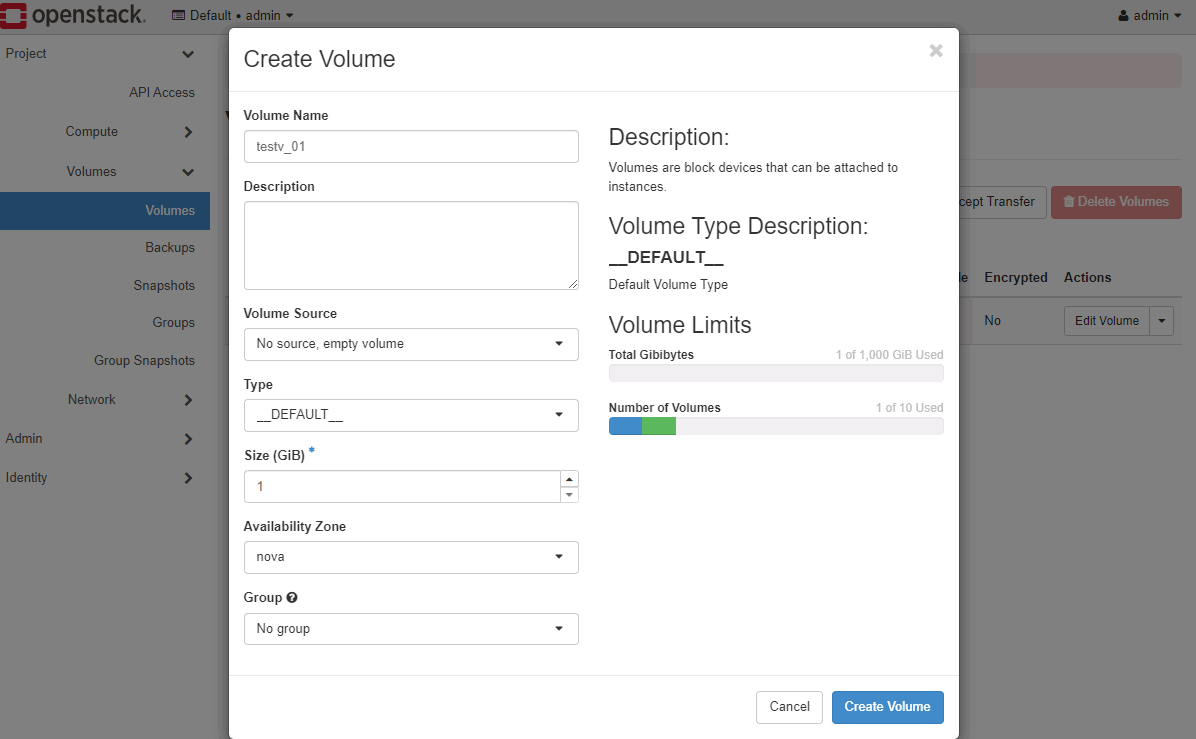 openstack. Default • admin admin
Project
API Access
Compute
Volumes
Volumes
Backups
Snapshots
Groups
Group Snapshots
Network
Admin
Identity
Create Volume ×
Volume Name
testv_01
Description
Volume Source
No source, empty volume
Type
__DEFAULT__
Size (GiB) *
1
Availability Zone
nova
Group
No group
Description:
Volumes are block devices that can be attached to
instances.
Volume Type Description:
__DEFAULT__
Default Volume Type
Volume Limits
Total Gibibytes 1 of 1,000 GiB Used
Number of Volumes 1 of 10 Used
Cancel Create Volume
cept Transfer Delete Volumes
le Encrypted Actions
No Edit Volume